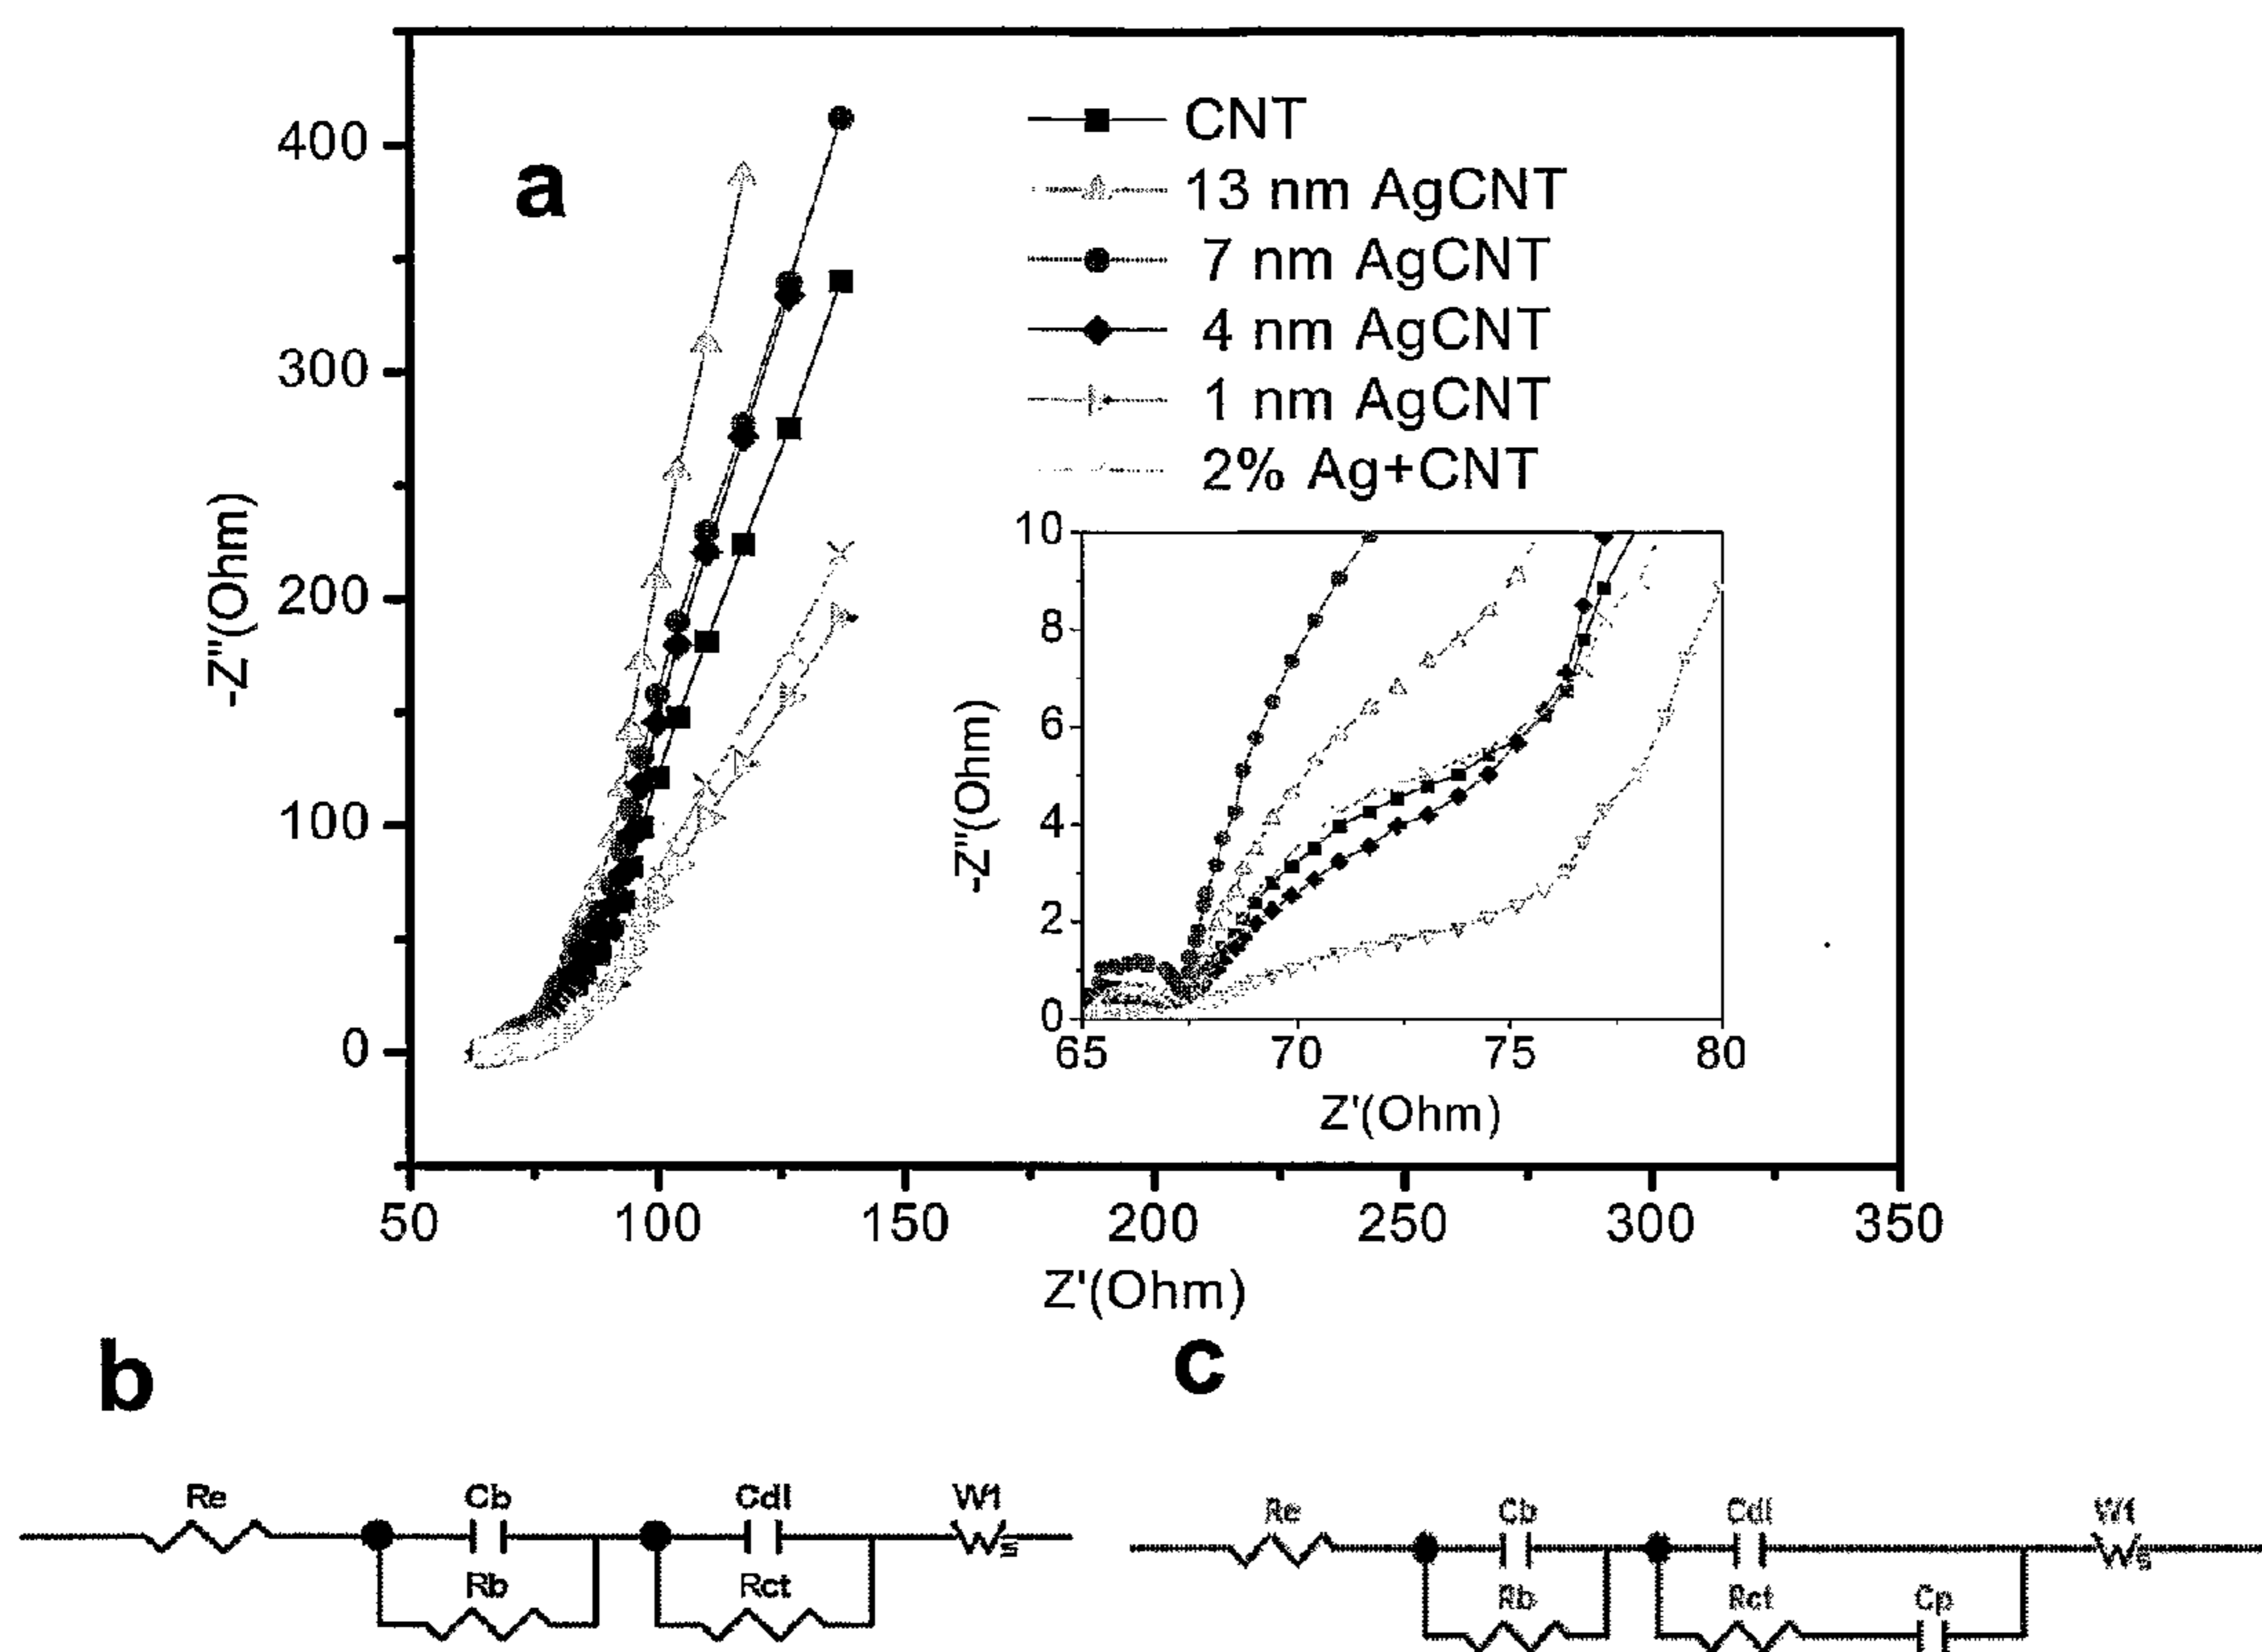 a
CNT
13 nm AgCNT
7 nm AgCNT
4 nm AgCNT
1 nm AgCNT
2% Ag+CNT
400
300
200
100
0
-Z"(Ohm)
10
8
6
4
2
0
-Z"(Ohm)
65 70 75 80
Z'(Ohm)
50 100 150 200 250 300 350
Z'(Ohm)
b
Re Cb Cdl W1
s
Rb Rct
c
Re Cb Cdl W1
s
Rb Rct Cp